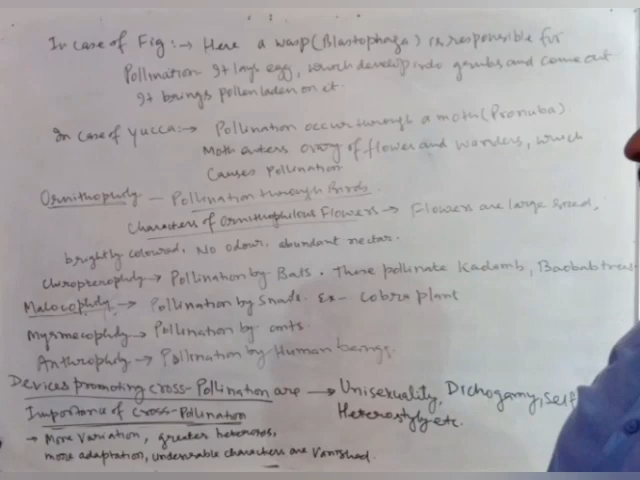 In case of Fig :→ Here a wasp (Blastophaga) is responsible for
Pollination It lays egg, which develop into grubs and come out
It brings pollen laden on it.
In case of yucca :→ Pollination occur through a moth (Pronuba)
Moth enters ovary of flower and wanders, which
Causes Pollination
Ornithophily — Pollination through Birds.
Characters of Ornithophilous Flowers → Flowers are large sized,
brightly coloured, No odour, abundant nectar.
Pollination by Bats. These pollinate Kadamb, Baobab trees
Malocophily → Pollination by Snails. Ex — Cobra plant
Myrmecophily → Pollination by ants
Anthrophily → Pollination by Human beings.
Devices promoting cross-Pollination are → Unisexuality, Dichogamy, Self
Heterostyly etc.
Importance of cross-Pollination
→ More variation, greater heterosis,
more adaptation, undesirable characters are Vanished.